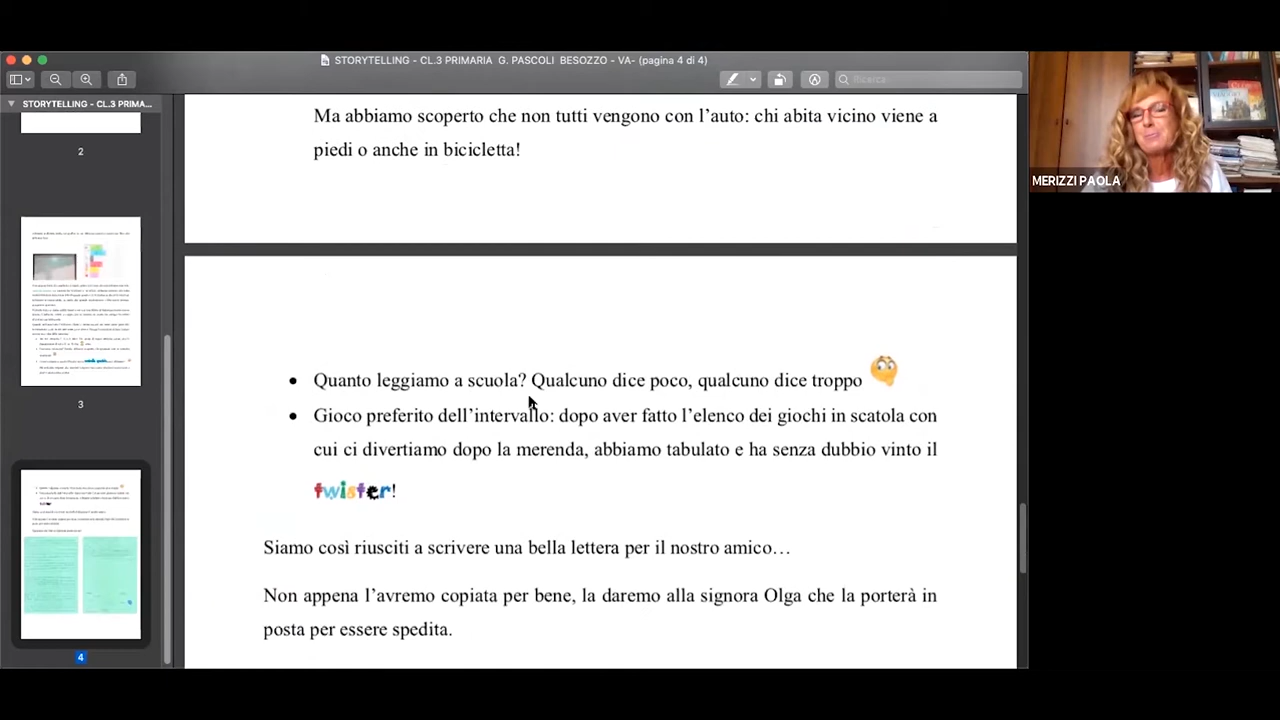 STORYTELLING - CL.3 PRIMARIA G. PASCOLI BESOZZO - VA- (pagina 4 di 4)
Ricerca
STORYTELLING - CL.3 PRIMA...
2
3
4
Ma abbiamo scoperto che non tutti vengono con l'auto: chi abita vicino viene a
piedi o anche in bicicletta!
• Quanto leggiamo a scuola? Qualcuno dice poco, qualcuno dice troppo
• Gioco preferito dell'intervallo: dopo aver fatto l'elenco dei giochi in scatola con
cui ci divertiamo dopo la merenda, abbiamo tabulato e ha senza dubbio vinto il
twister!
Siamo così riusciti a scrivere una bella lettera per il nostro amico…
Non appena l'avremo copiata per bene, la daremo alla signora Olga che la porterà in
posta per essere spedita.
MERIZZI PAOLA